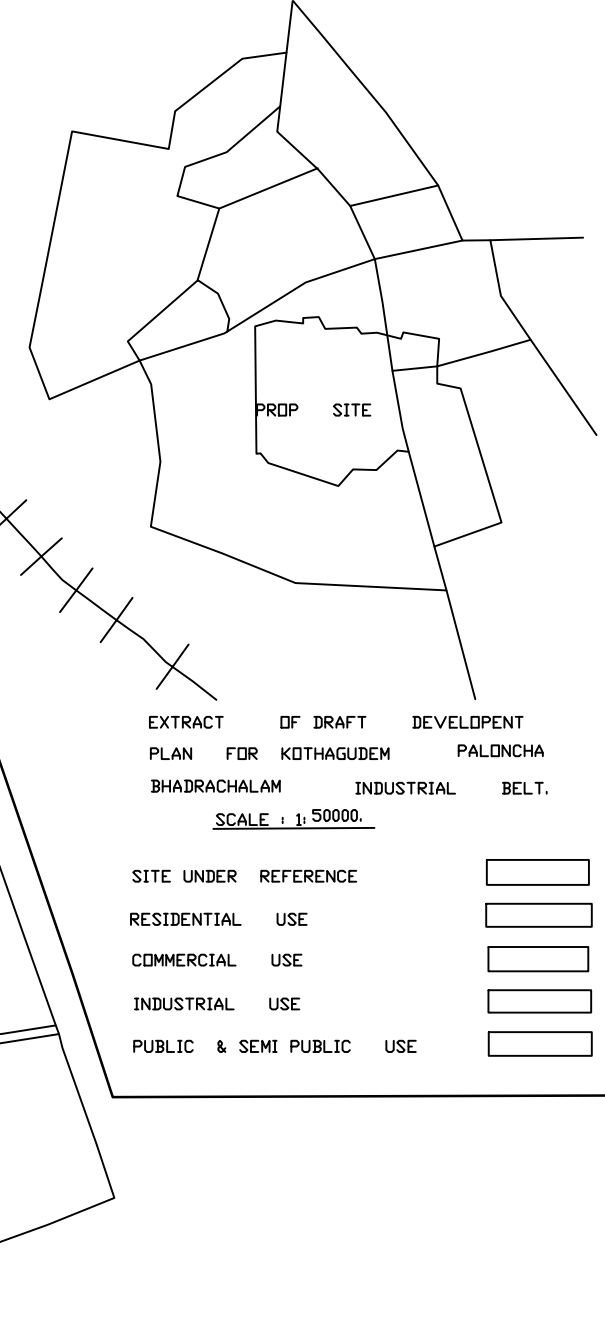 PROP SITE
EXTRACT OF DRAFT DEVELOPENT
PLAN FOR KOTHAGUDEM PALONCHA
BHADRACHALAM INDUSTRIAL BELT.
SCALE : 1: 50000.
SITE UNDER REFERENCE
RESIDENTIAL USE
COMMERCIAL USE
INDUSTRIAL USE
PUBLIC & SEMI PUBLIC USE